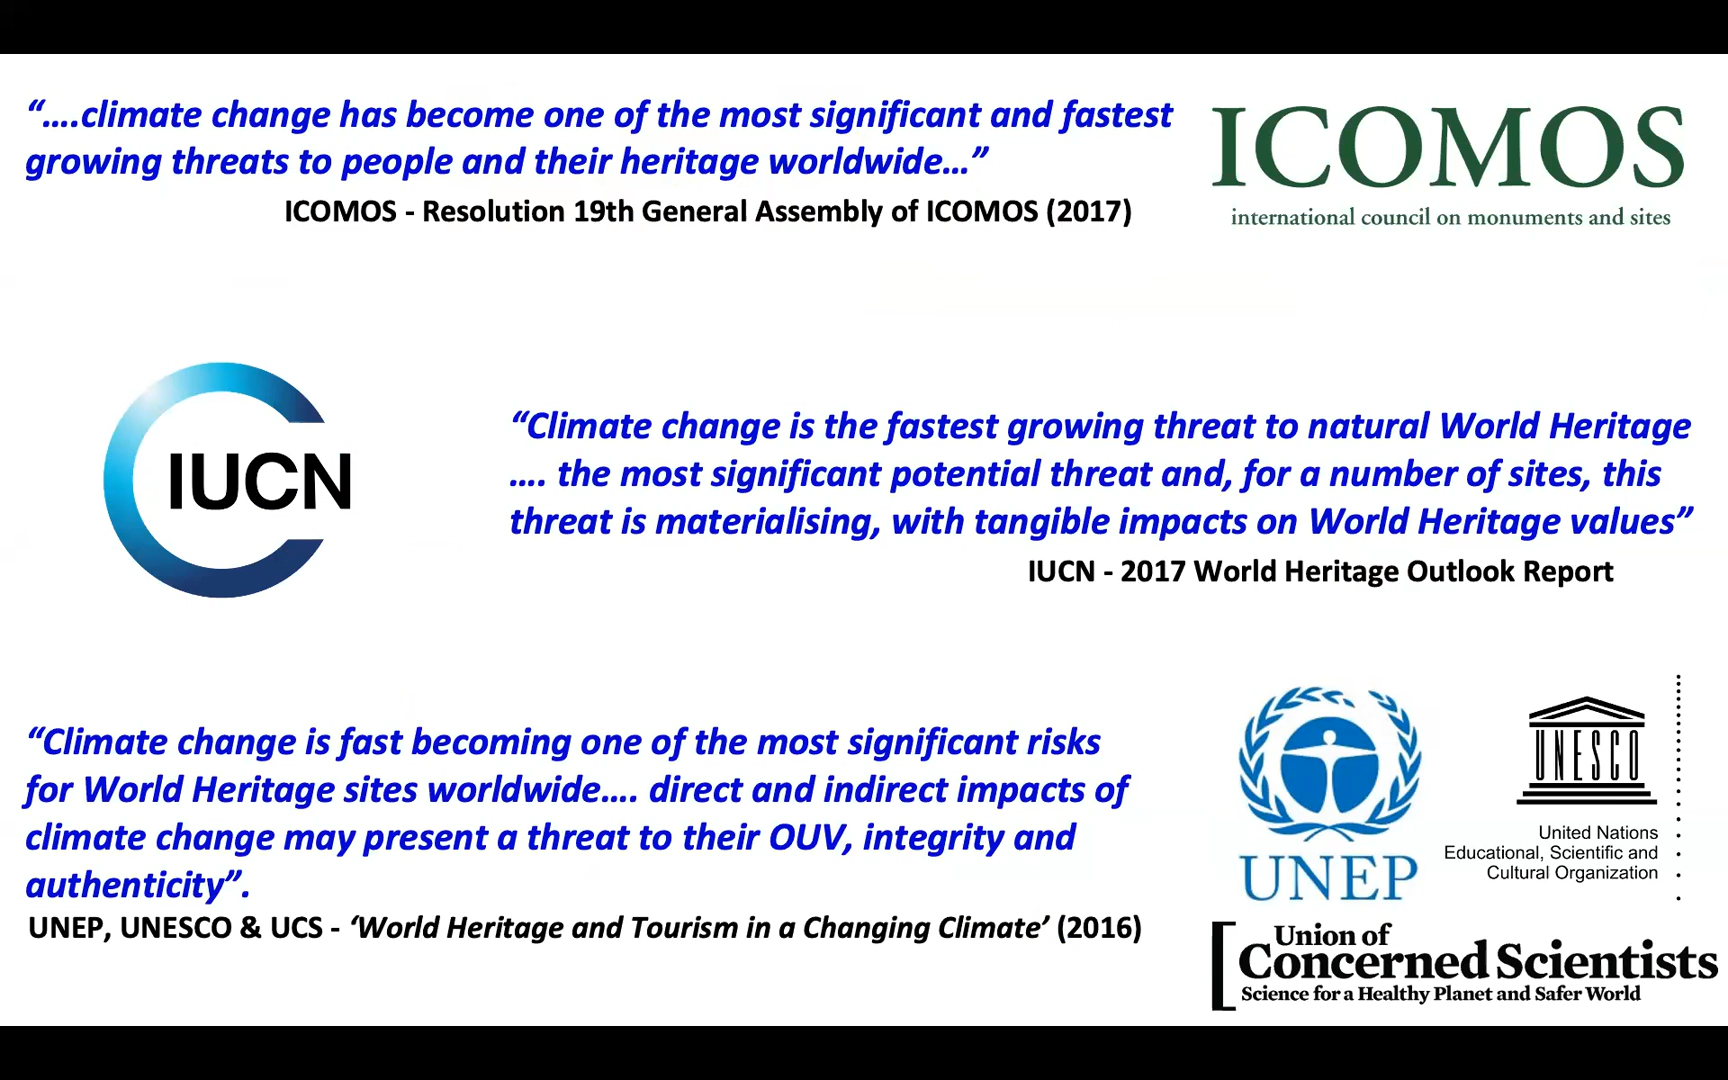 “….climate change has become one of the most significant and fastest
growing threats to people and their heritage worldwide…”
ICOMOS - Resolution 19th General Assembly of ICOMOS (2017)
ICOMOS
international council on monuments and sites
IUCN
“Climate change is the fastest growing threat to natural World Heritage
…. the most significant potential threat and, for a number of sites, this
threat is materialising, with tangible impacts on World Heritage values”
IUCN - 2017 World Heritage Outlook Report
“Climate change is fast becoming one of the most significant risks
for World Heritage sites worldwide…. direct and indirect impacts of
climate change may present a threat to their OUV, integrity and
authenticity”.
UNEP, UNESCO & UCS - ‘World Heritage and Tourism in a Changing Climate’ (2016)
UNEP
UNESCO
United Nations
Educational, Scientific and
Cultural Organization
Union of
Concerned Scientists
Science for a Healthy Planet and Safer World